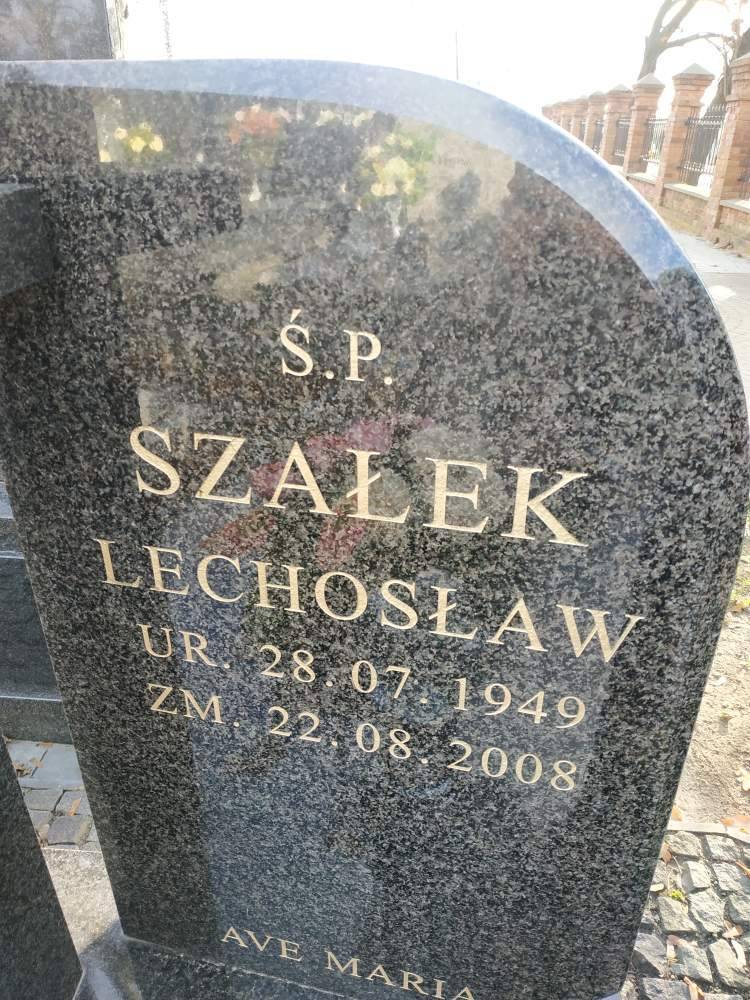 Ś.P.
SZAŁEK
LECHOSŁAW
UR. 28.07.1949
ZM. 22.08.2008
AVE MARIA